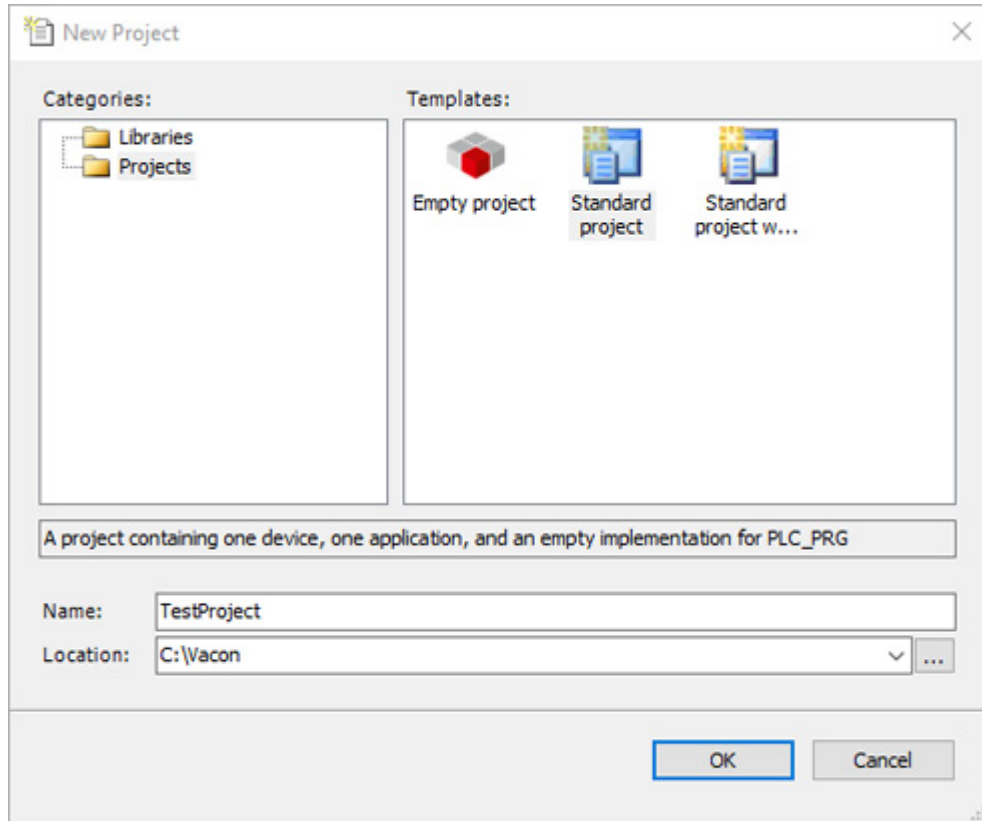 New Project
Categories:
Templates:
Libraries
Projects
Empty project
Standard
project
Standard
project w...
A project containing one device, one application, and an empty implementation for PLC_PRG
Name:
TestProject
Location:
C:\Vacon
...
OK
Cancel